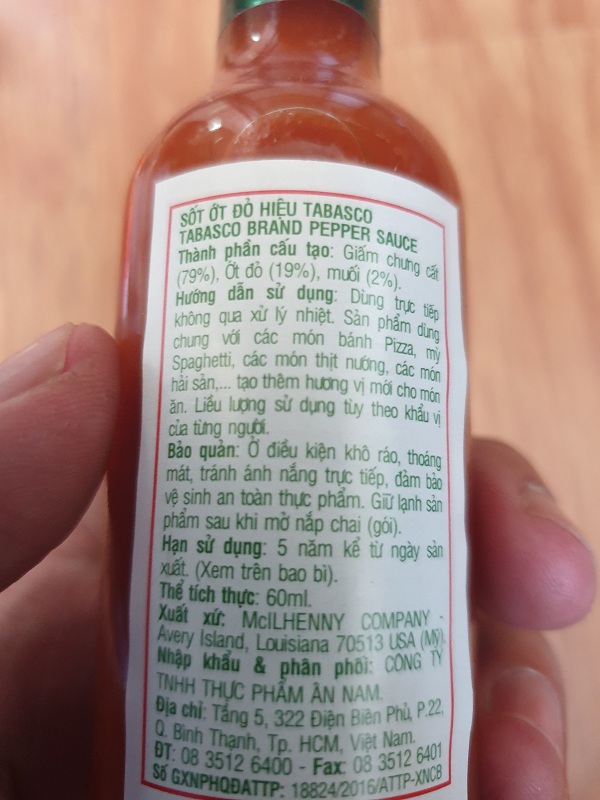 SỐT ỚT ĐỎ HIỆU TABASCO
TABASCO BRAND PEPPER SAUCE
Thành phần cấu tạo: Giấm chưng cất
(79%), Ớt đỏ (19%), muối (2%).
Hướng dẫn sử dụng: Dùng trực tiếp
không qua xử lý nhiệt. Sản phẩm dùng
chung với các món bánh Pizza, mỳ
Spaghetti, các món thịt nướng, các món
hải sản,... tạo thêm hương vị mới cho món
ăn. Liều lượng sử dụng tùy theo khẩu vị
của từng người.
Bảo quản: Ở điều kiện khô ráo, thoáng
mát, tránh ánh nắng trực tiếp, đảm bảo
vệ sinh an toàn thực phẩm. Giữ lạnh sản
phẩm sau khi mở nắp chai (gói).
Hạn sử dụng: 5 năm kể từ ngày sản
xuất. (Xem trên bao bì).
Thể tích thực: 60ml.
Xuất xứ: McILHENNY COMPANY -
Avery Island, Louisiana 70513 USA (Mỹ).
Nhập khẩu & phân phối: CÔNG TY
TNHH THỰC PHẨM ÂN NAM.
Địa chỉ: Tầng 5, 322 Điện Biên Phủ, P.22,
Q. Bình Thạnh, Tp. HCM, Việt Nam.
ĐT: 08 3512 6400 - Fax: 08 3512 6401
Số GXNPHQĐATTP: 18824/2016/ATTP-XNCB